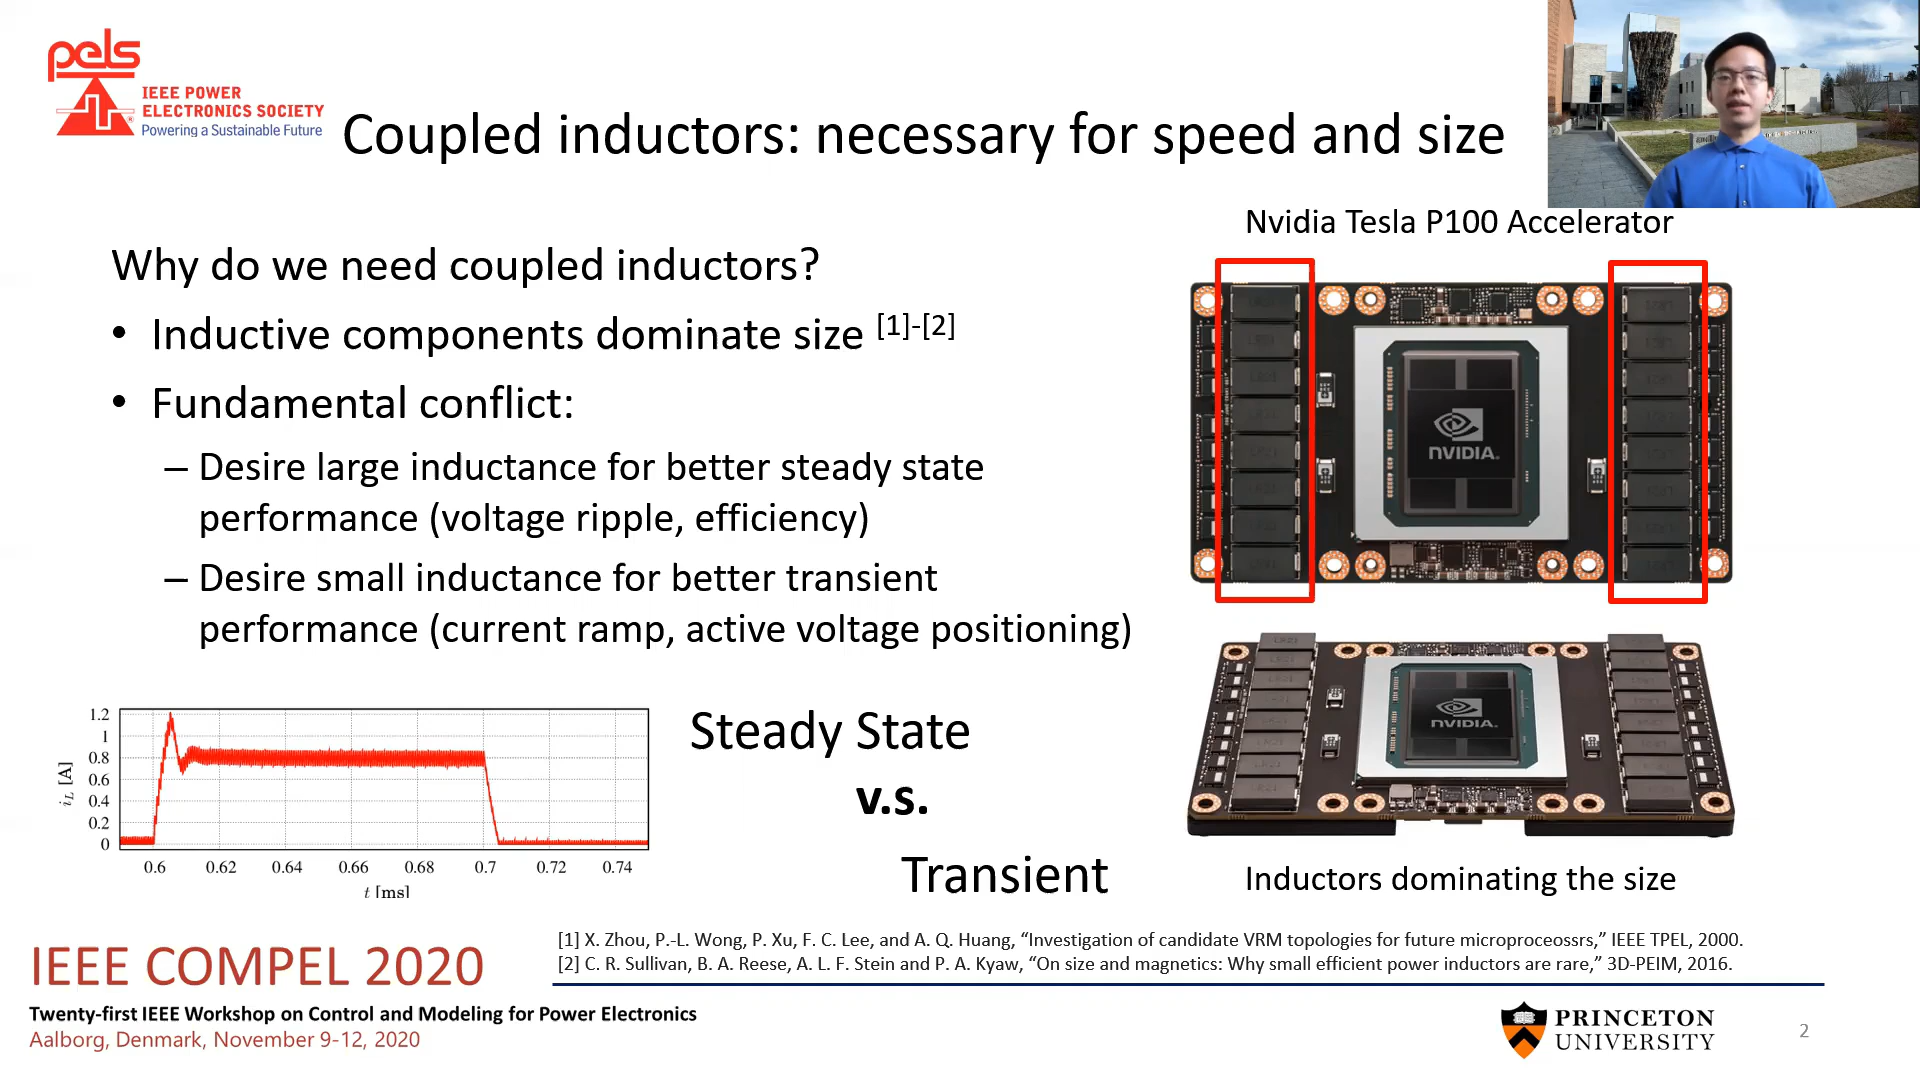 pels
IEEE POWER
ELECTRONICS SOCIETY
Powering a Sustainable Future
Coupled inductors: necessary for speed and size
Why do we need coupled inductors?
• Inductive components dominate size [1]-[2]
• Fundamental conflict:
– Desire large inductance for better steady state
performance (voltage ripple, efficiency)
– Desire small inductance for better transient
performance (current ramp, active voltage positioning)
Nvidia Tesla P100 Accelerator
NVIDIA.
NVIDIA.
Inductors dominating the size
1.2
1
0.8
0.6
0.4
0.2
0
iL [A]
0.6 0.62 0.64 0.66 0.68 0.7 0.72 0.74
t [ms]
Steady State
v.s.
Transient
[1] X. Zhou, P.-L. Wong, P. Xu, F. C. Lee, and A. Q. Huang, “Investigation of candidate VRM topologies for future microproceossrs,” IEEE TPEL, 2000.
[2] C. R. Sullivan, B. A. Reese, A. L. F. Stein and P. A. Kyaw, “On size and magnetics: Why small efficient power inductors are rare,” 3D-PEIM, 2016.
IEEE COMPEL 2020
Twenty-first IEEE Workshop on Control and Modeling for Power Electronics
Aalborg, Denmark, November 9-12, 2020
PRINCETON
UNIVERSITY
2